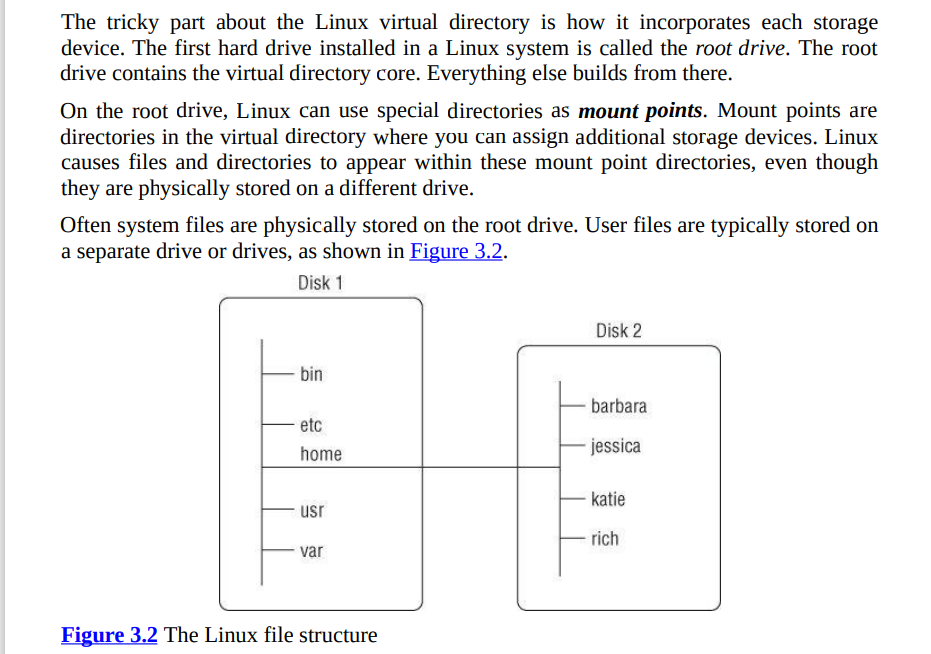 The tricky part about the Linux virtual directory is how it incorporates each storage
device. The first hard drive installed in a Linux system is called the root drive. The root
drive contains the virtual directory core. Everything else builds from there.
On the root drive, Linux can use special directories as mount points. Mount points are
directories in the virtual directory where you can assign additional storage devices. Linux
causes files and directories to appear within these mount point directories, even though
they are physically stored on a different drive.
Often system files are physically stored on the root drive. User files are typically stored on
a separate drive or drives, as shown in Figure 3.2.
Disk 1
bin
etc
home
usr
var
Disk 2
barbara
jessica
katie
rich
Figure 3.2 The Linux file structure